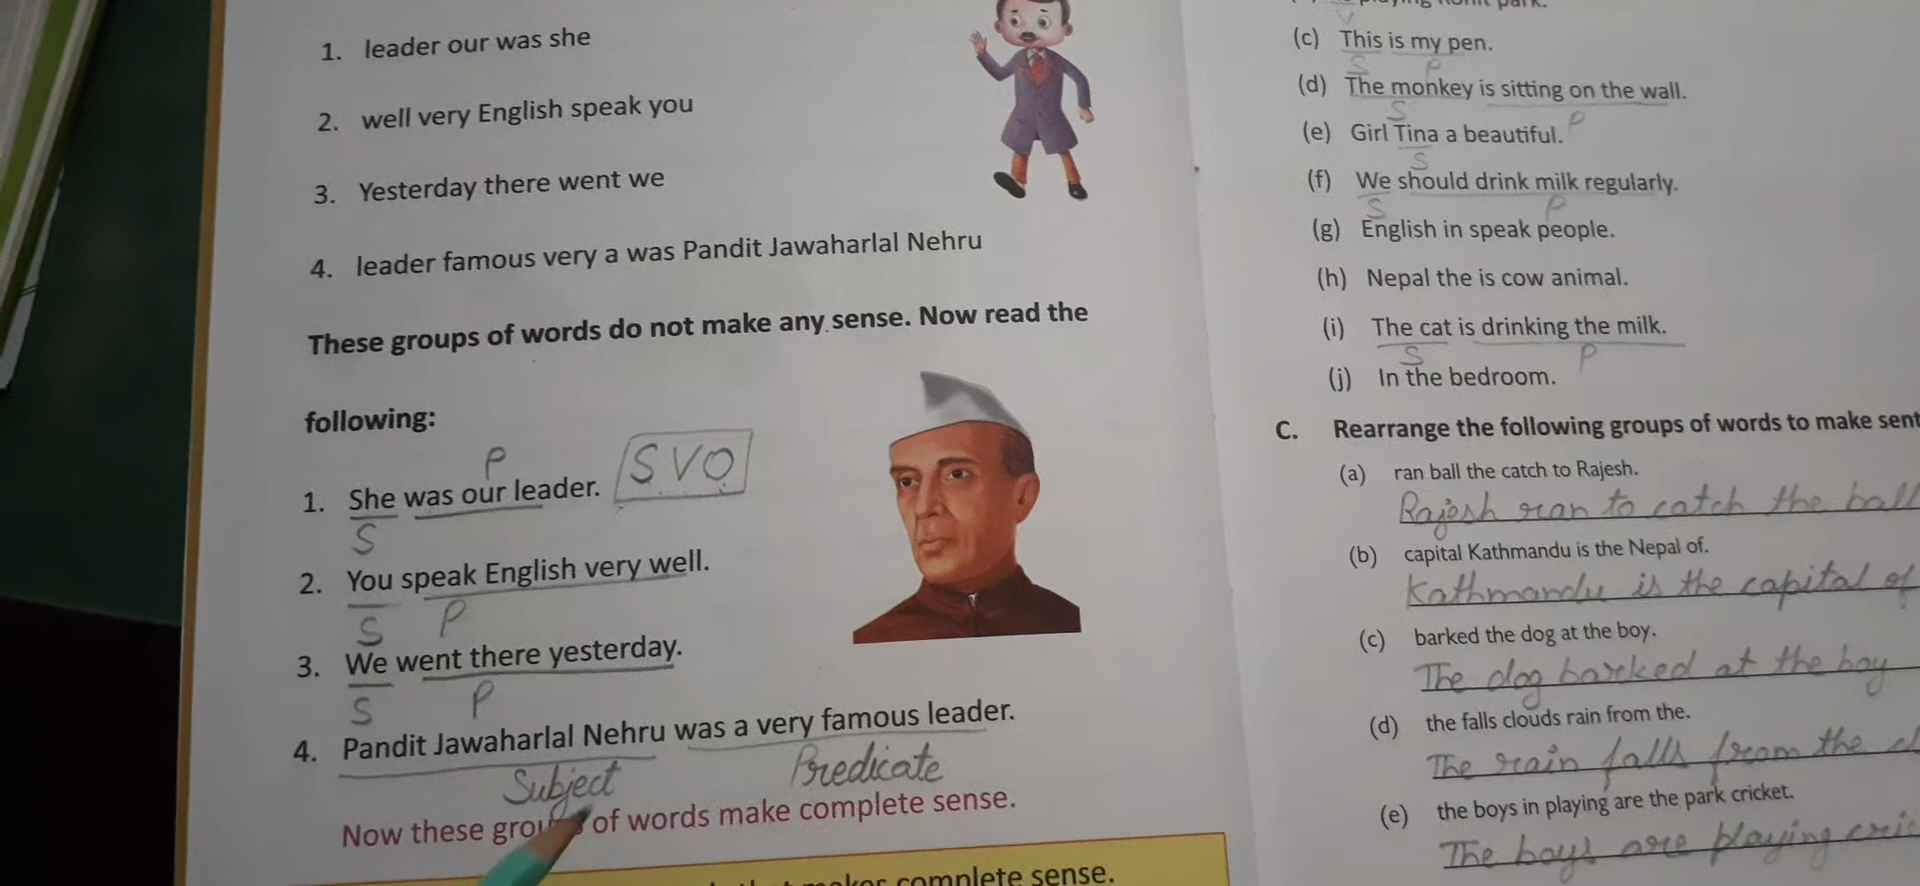 1. leader our was she
2. well very English speak you
3. Yesterday there went we
4. leader famous very a was Pandit Jawaharlal Nehru
These groups of words do not make any sense. Now read the
following:
P
1. She was our leader. SVO
S
2. You speak English very well.
S P
3. We went there yesterday.
S P
4. Pandit Jawaharlal Nehru was a very famous leader.
Subject Predicate
Now these of words make complete sense.
complete sense.
(c) This is my pen.
S P
(d) The monkey is sitting on the wall.
S P
(e) Girl Tina a beautiful.
S
(f) We should drink milk regularly.
S P
(g) English in speak people.
(h) Nepal the is cow animal.
(i) The cat is drinking the milk.
S P
(j) In the bedroom.
C. Rearrange the following groups of words to make
(a) ran ball the catch to Rajesh.
Rajesh ran to catch the ball
(b) capital Kathmandu is the Nepal of.
Kathmandu is the capital of
(c) barked the dog at the boy.
The dog barked at the boy
(d) the falls clouds rain from the.
The rain falls from the
(e) the boys in playing are the park cricket.
The boys are playing